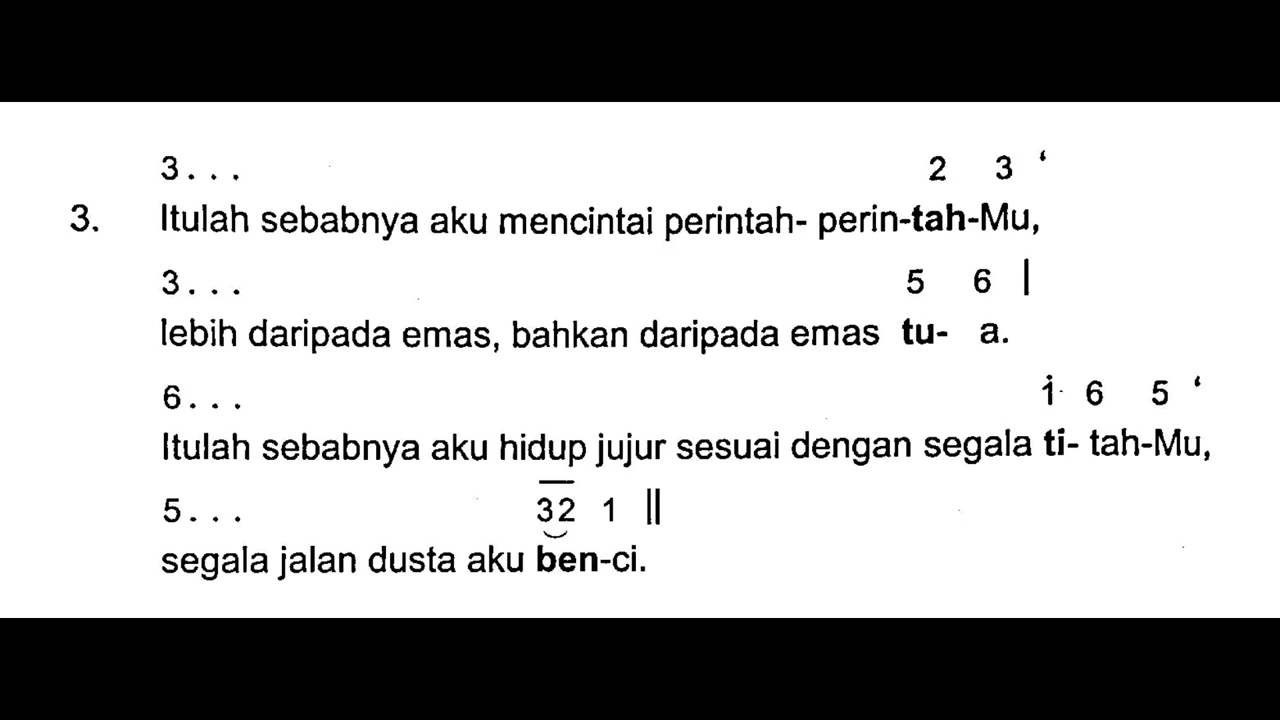 3 . . . 2 3 ‘
3. Itulah sebabnya aku mencintai perintah- perin-tah-Mu,
3 . . . 5 6 |
lebih daripada emas, bahkan daripada emas tu- a.
6 . . . i̇ 6 5 ‘
Itulah sebabnya aku hidup jujur sesuai dengan segala ti- tah-Mu,
5 . . . 32 1 ||
segala jalan dusta aku ben-ci.